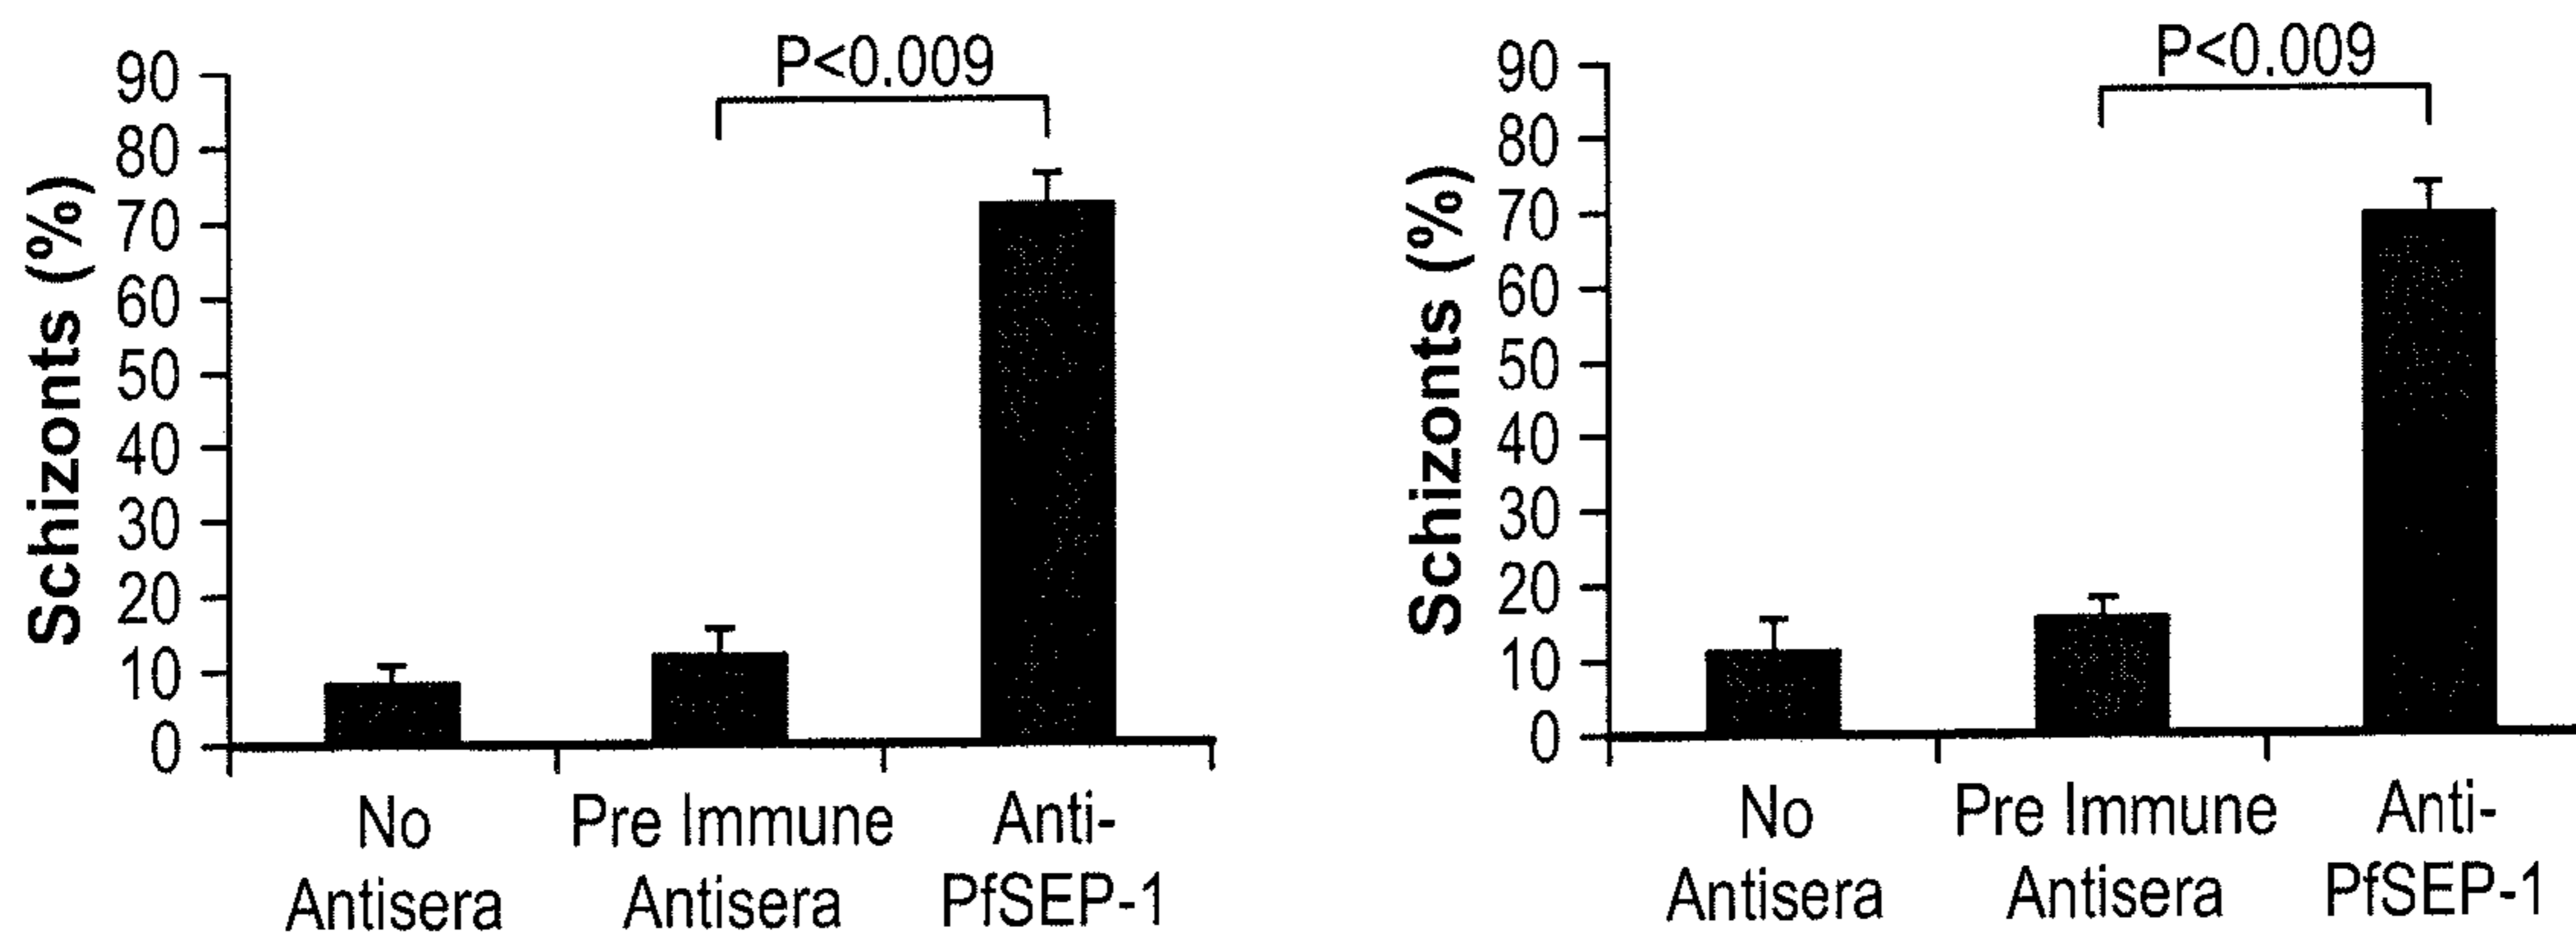 P<0.009
Schizonts (%)
90
80
70
60
50
40
30
20
10
0
No
Antisera
Pre Immune
Antisera
Anti-
PfSEP-1
P<0.009
Schizonts (%)
90
80
70
60
50
40
30
20
10
0
No
Antisera
Pre Immune
Antisera
Anti-
PfSEP-1